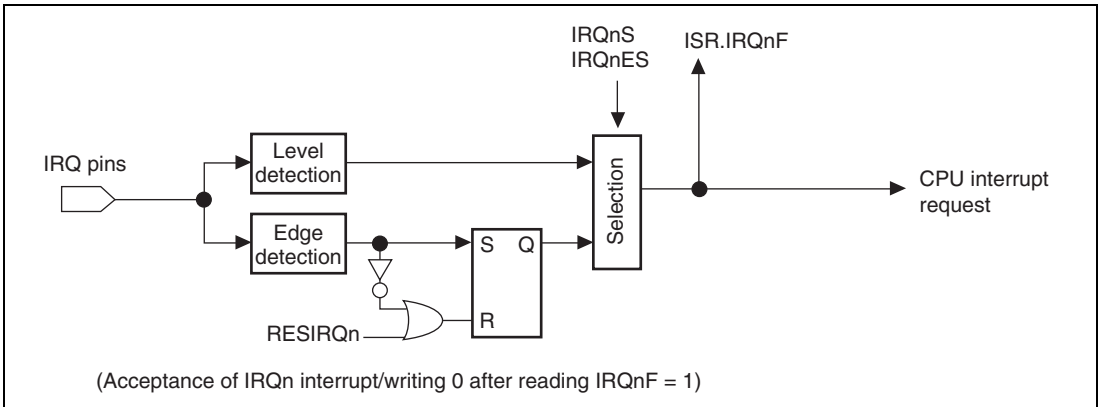 IRQnS
IRQnES
ISR.IRQnF
IRQ pins
Level
detection
Edge
detection
S Q
R
RESIRQn
Selection
CPU interrupt
request
(Acceptance of IRQn interrupt/writing 0 after reading IRQnF = 1)